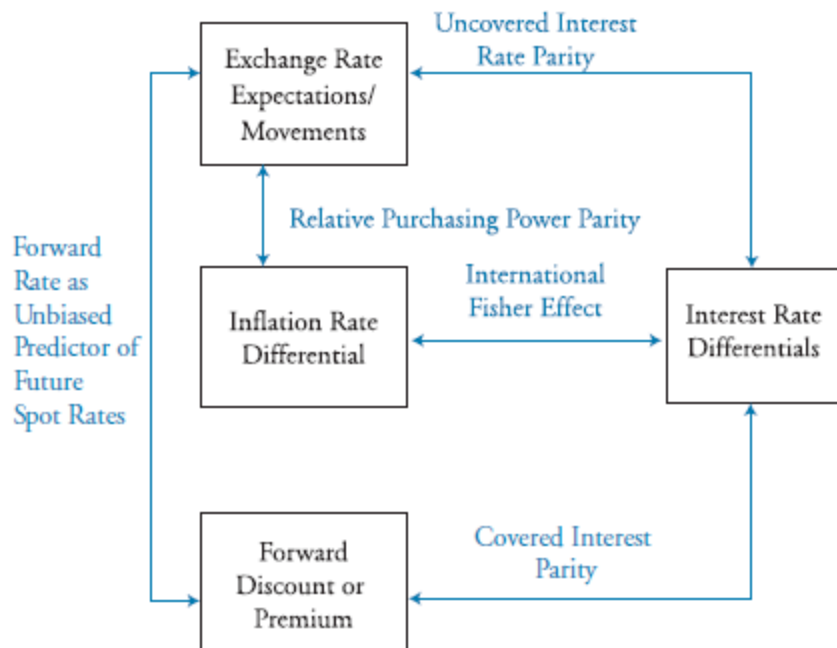 Uncovered Interest
Rate Parity
Exchange Rate
Expectations/
Movements
Relative Purchasing Power Parity
Forward
Rate as
Unbiased
Predictor of
Future
Spot Rates
International
Fisher Effect
Inflation Rate
Differential
Interest Rate
Differentials
Covered Interest
Parity
Forward
Discount or
Premium